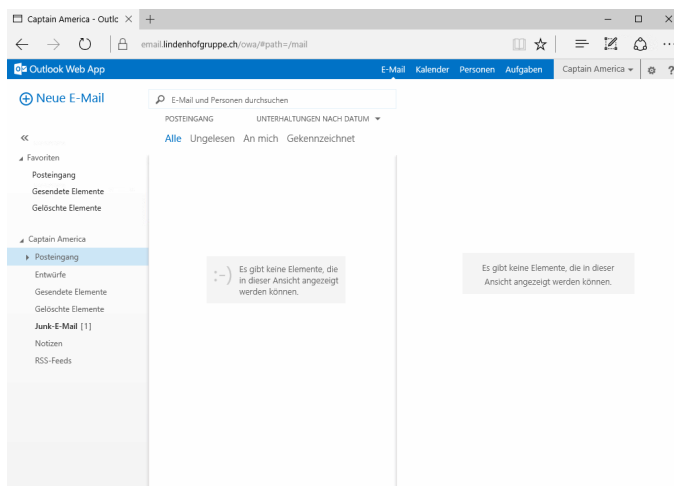 Captain America - Outlc
email.lindenhofgruppe.ch/owa/#path=/mail
Outlook Web App
E-Mail Kalender Personen Aufgaben Captain America ?
Neue E-Mail
E-Mail und Personen durchsuchen
POSTEINGANG UNTERHALTUNGEN NACH DATUM
Alle Ungelesen An mich Gekennzeichnet
Favoriten
Posteingang
Gesendete Elemente
Gelöschte Elemente
Captain America
Posteingang
Entwürfe
Gesendete Elemente
Gelöschte Elemente
Junk-E-Mail [1]
Notizen
RSS-Feeds
:-)
Es gibt keine Elemente, die
in dieser Ansicht angezeigt
werden können.
Es gibt keine Elemente, die in dieser
Ansicht angezeigt werden können.